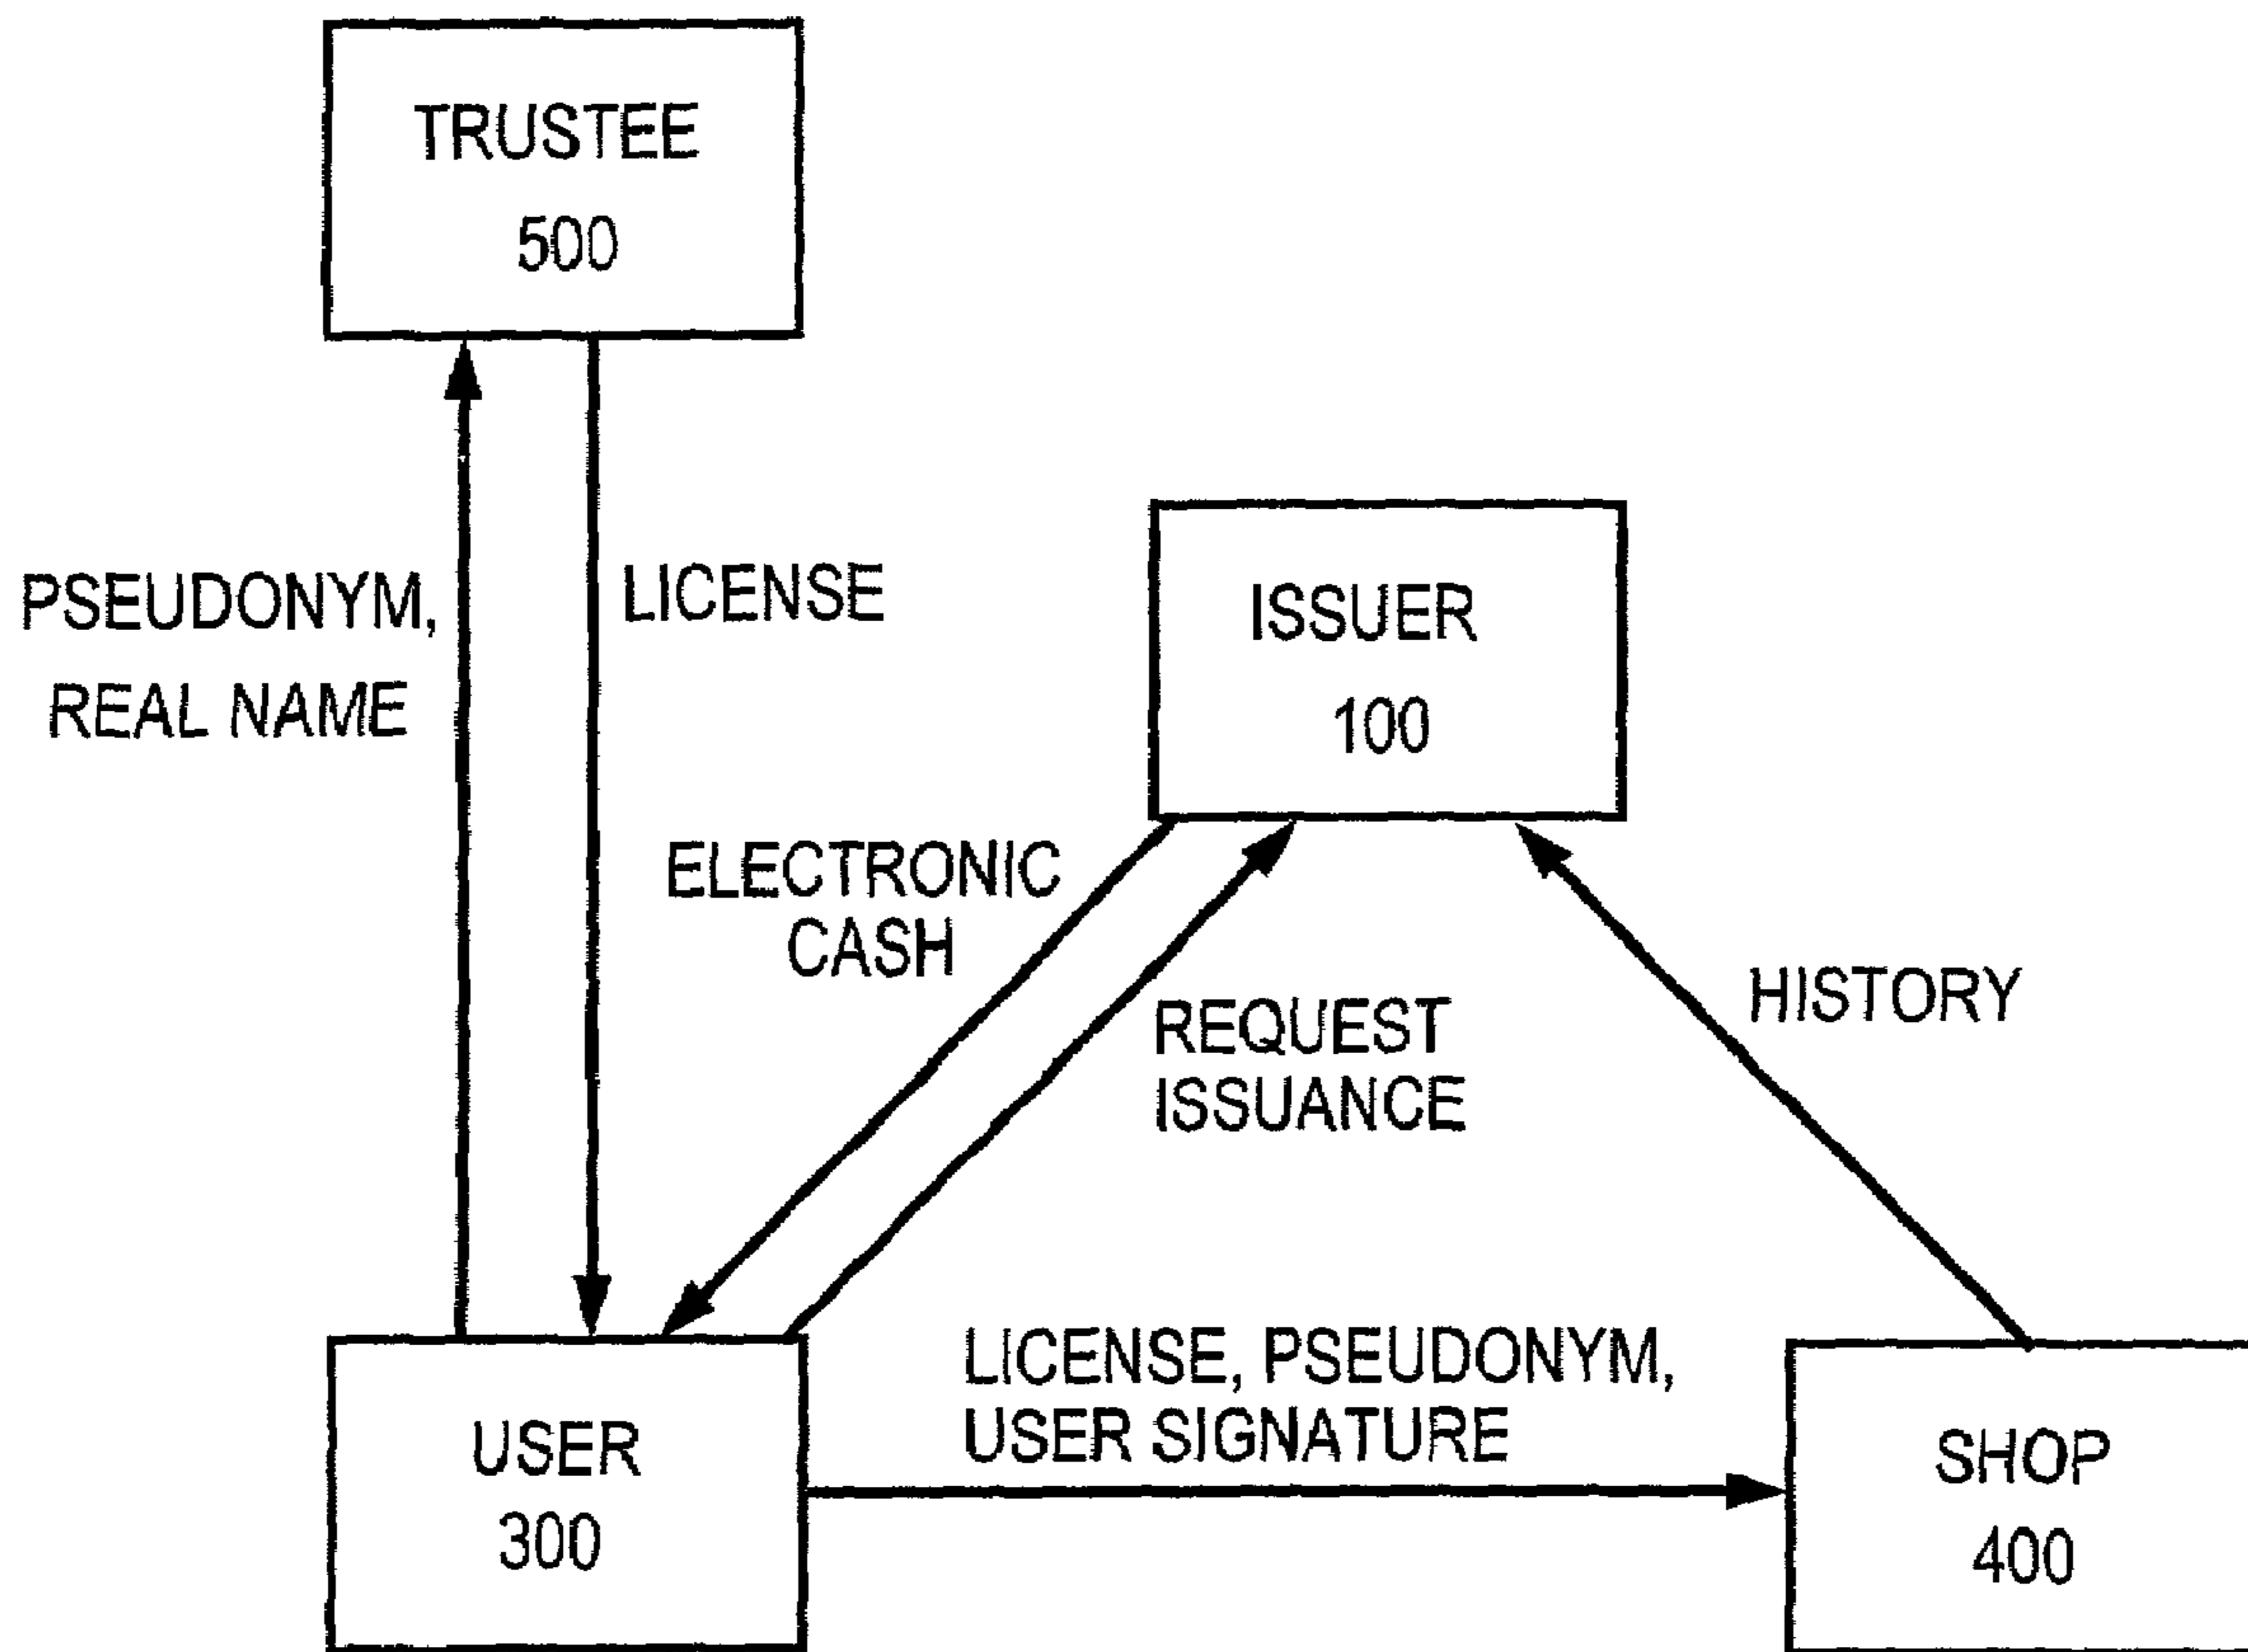 TRUSTEE
500
PSEUDONYM,
REAL NAME
LICENSE
ISSUER
100
ELECTRONIC
CASH
REQUEST
ISSUANCE
HISTORY
LICENSE, PSEUDONYM,
USER SIGNATURE
USER
300
SHOP
400